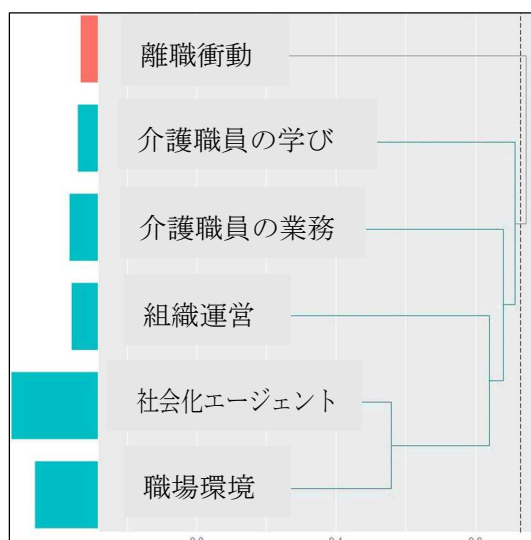 離職衝動
介護職員の学び
介護職員の業務
組織運営
社会化エージェント
職場環境